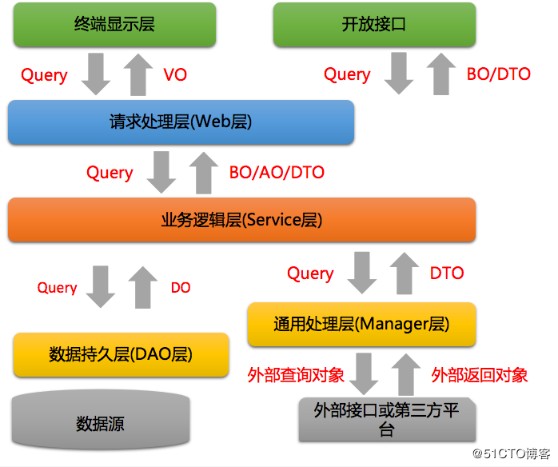 终端显示层
开放接口
Query
VO
Query
BO/DTO
请求处理层(Web层)
Query
BO/AO/DTO
业务逻辑层(Service层)
Query
DO
Query
DTO
数据持久层(DAO层)
通用处理层(Manager层)
外部查询对象
外部返回对象
数据源
外部接口或第三方平
台
@51CTO博客